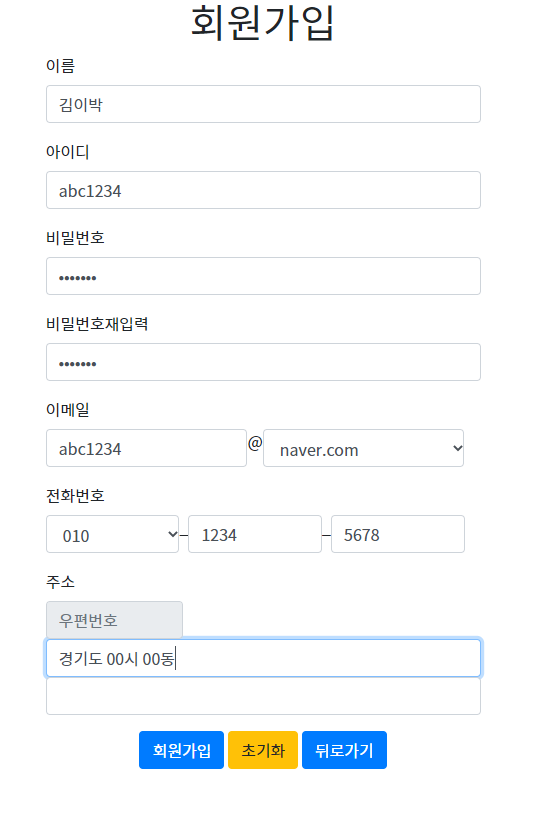 회원가입
이름
김이박
아이디
abc1234
비밀번호
•••••••
비밀번호재입력
•••••••
이메일
abc1234 @ naver.com
전화번호
010 – 1234 – 5678
주소
우편번호
경기도 00시 00동
회원가입 초기화 뒤로가기